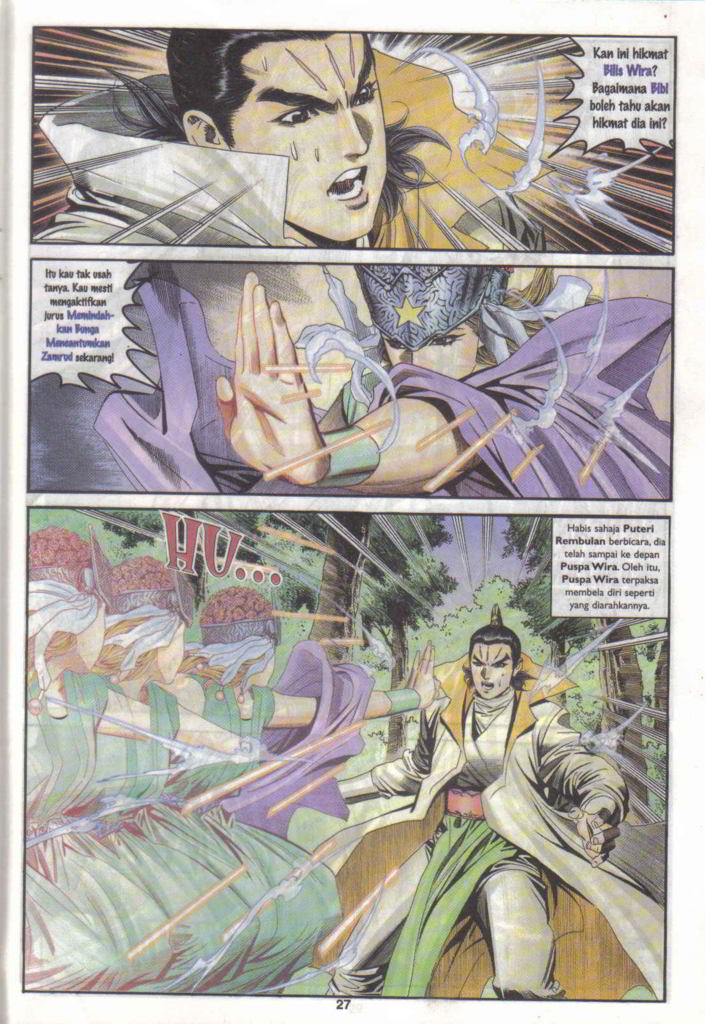 Kan ini hikmat
Bilis Wira?
Bagaimana Bibi
boleh tahu akan
hikmat dia ini?
Itu kau tak usah
tanya. Kau mesti
mengaktifkan
jurus Memindah-
kan Bunga
Mencantumkan
Zamrud sekarang!
HU...
Habis sahaja Puteri
Rembulan berbicara, dia
telah sampai ke depan
Puspa Wira. Oleh itu,
Puspa Wira terpaksa
membela diri seperti
yang diarahkannya.
27